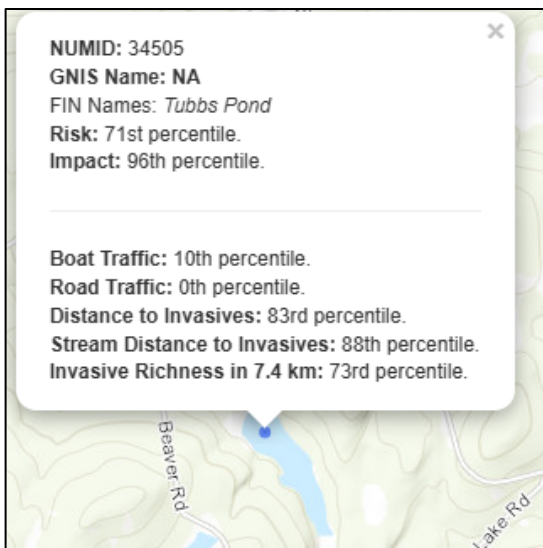 ×
NUMID: 34505
GNIS Name: NA
FIN Names: Tubbs Pond
Risk: 71st percentile.
Impact: 96th percentile.
Boat Traffic: 10th percentile.
Road Traffic: 0th percentile.
Distance to Invasives: 83rd percentile.
Stream Distance to Invasives: 88th percentile.
Invasive Richness in 7.4 km: 73rd percentile.
Beaver Rd
Lake Rd